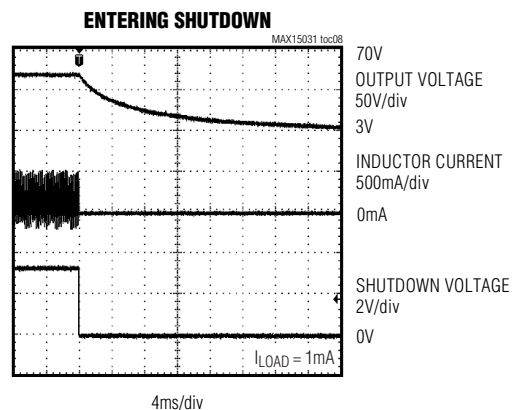 ENTERING SHUTDOWN
MAX15031 toc08
T
70V
OUTPUT VOLTAGE
50V/div
3V
INDUCTOR CURRENT
500mA/div
0mA
SHUTDOWN VOLTAGE
2V/div
0V
ILOAD = 1mA
4ms/div